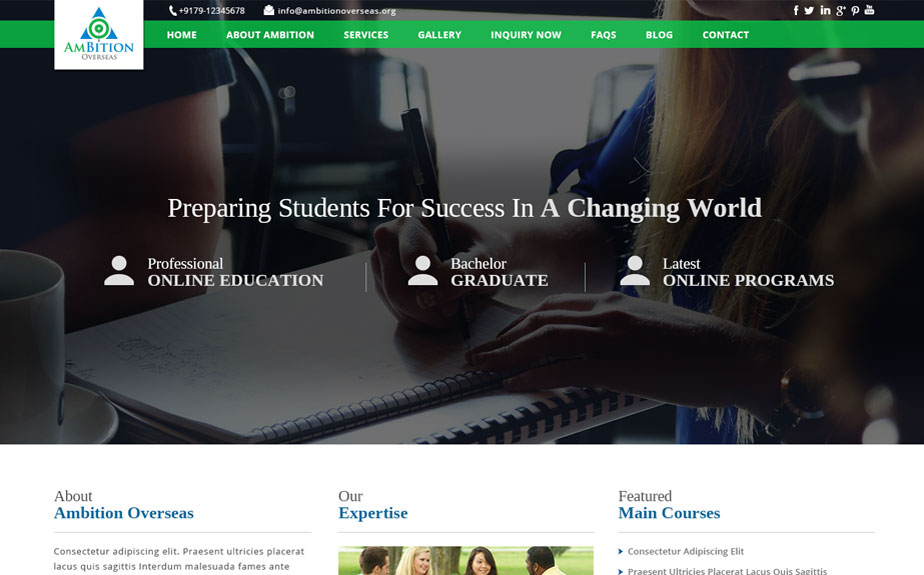 +9179-12345678 info@ambitionoverseas.org
AMBITION
OVERSEAS
HOME ABOUT AMBITION SERVICES GALLERY INQUIRY NOW FAQS BLOG CONTACT
Preparing Students For Success In A Changing World
Professional
ONLINE EDUCATION
Bachelor
GRADUATE
Latest
ONLINE PROGRAMS
About
Ambition Overseas
Consectetur adipiscing elit. Praesent ultricies placerat
lacus quis sagittis Interdum malesuada fames ante
Our
Expertise
Featured
Main Courses
Consectetur Adipiscing Elit
Praesent Ultricies Placerat Lacus Quis Sagittis